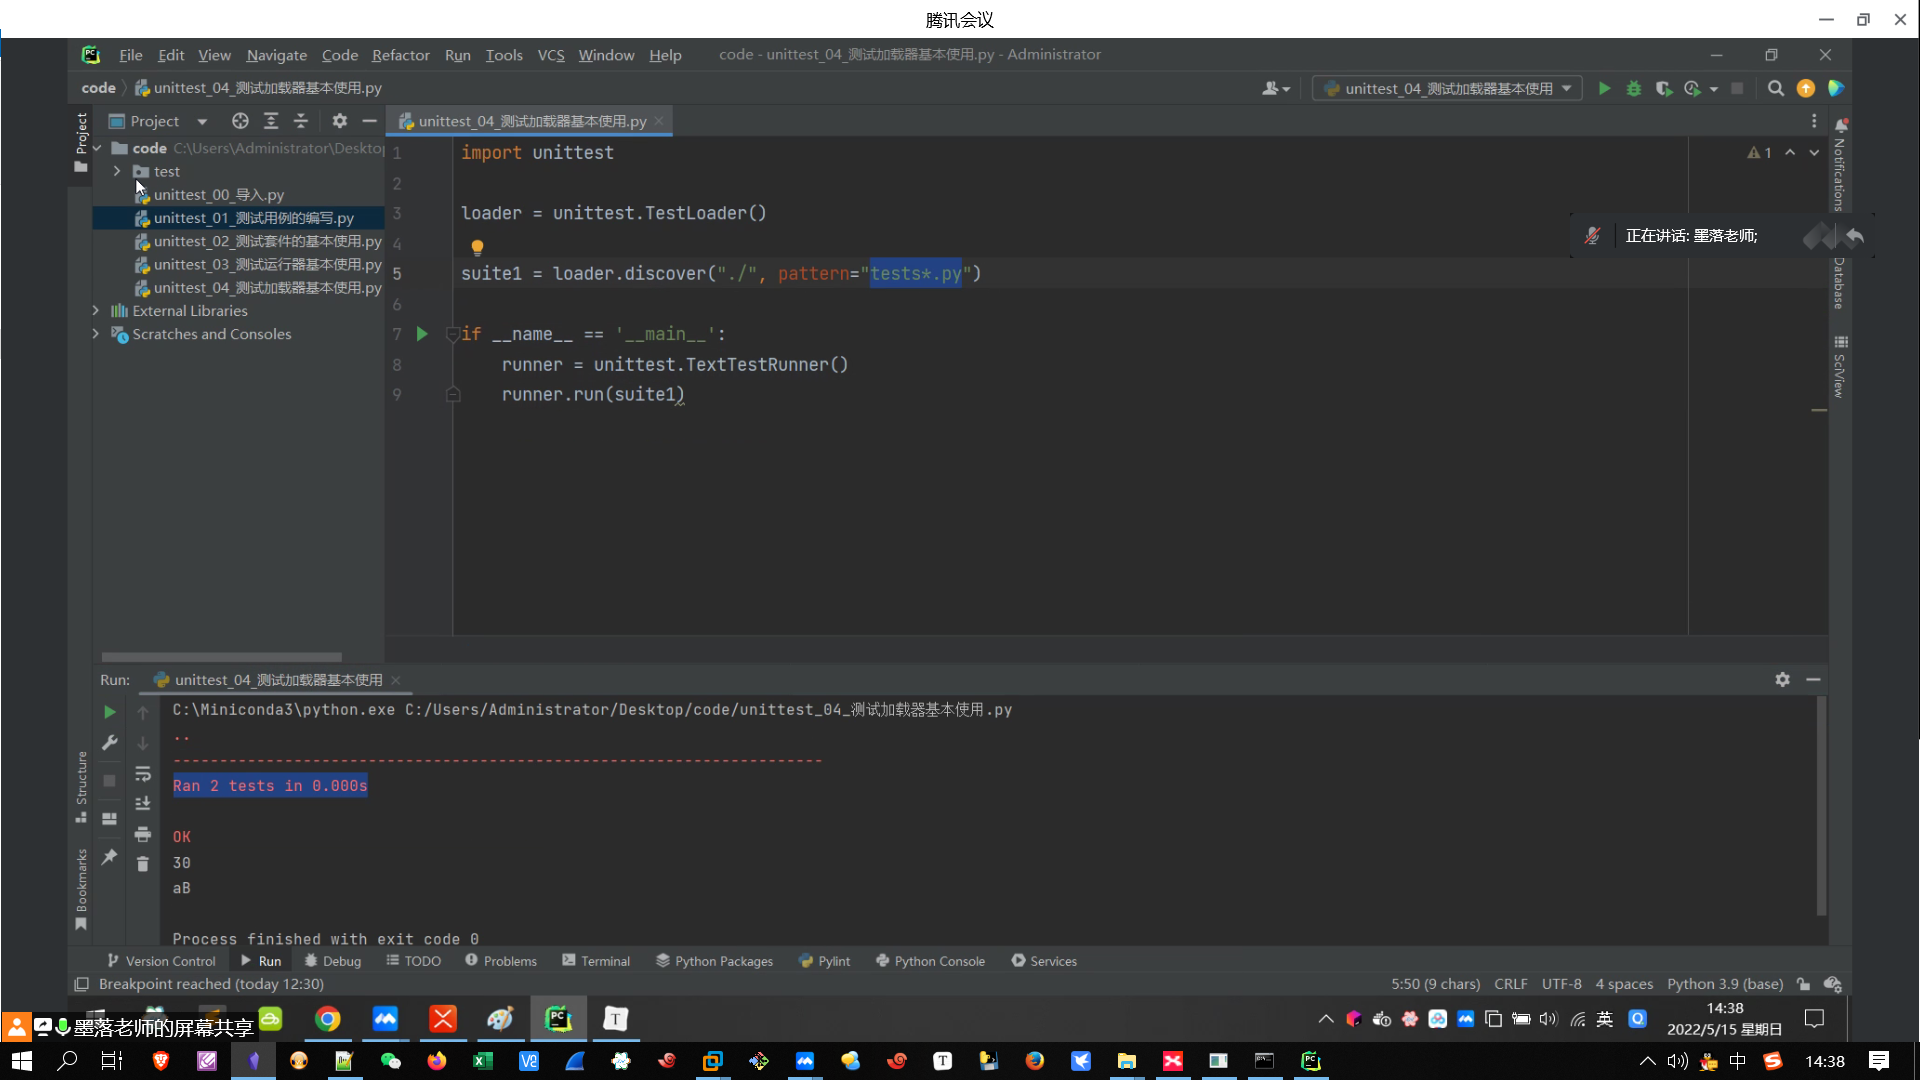 腾讯会议
File Edit View Navigate Code Refactor Run Tools VCS Window Help code - unittest_04_测试加载器基本使用.py - Administrator
code unittest_04_测试加载器基本使用.py
unittest_04_测试加载器基本使用
Project
unittest_04_测试加载器基本使用.py
Project
code C:\Users\Administrator\Deskto
test
unittest_00_导入.py
unittest_01_测试用例的编写.py
unittest_02_测试套件的基本使用.py
unittest_03_测试运行器基本使用.py
unittest_04_测试加载器基本使用.py
External Libraries
Scratches and Consoles
1 import unittest
2
3 loader = unittest.TestLoader()
4
5 suite1 = loader.discover("./", pattern="tests*.py")
6
7 if __name__ == '__main__':
8 runner = unittest.TextTestRunner()
9 runner.run(suite1)
1
Notifications
正在讲话: 墨落老师;
Database
SciView
Run: unittest_04_测试加载器基本使用
C:\Miniconda3\python.exe C:/Users/Administrator/Desktop/code/unittest_04_测试加载器基本使用.py
..
----------------------------------------------------------------------
Ran 2 tests in 0.000s
OK
30
aB
Process finished with exit code 0
Structure
Bookmarks
Version Control Run Debug TODO Problems Terminal Python Packages Pylint Python Console Services
Breakpoint reached (today 12:30)
5:50 (9 chars) CRLF UTF-8 4 spaces Python 3.9 (base)
墨落老师的屏幕共享
英
14:38
2022/5/15 星期日
中
14:38